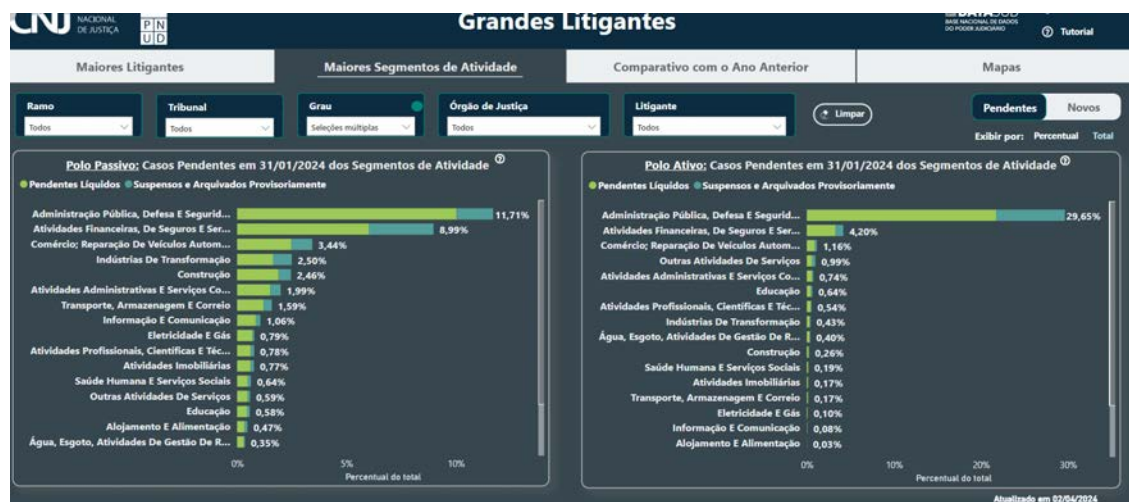 CNJ NACIONAL DE JUSTIÇA
PNUD
Grandes Litigantes
BASE NACIONAL DE DADOS
DO PODER JUDICIÁRIO
Tutorial
Maiores Litigantes
Maiores Segmentos de Atividade
Comparativo com o Ano Anterior
Mapas
Ramo
Todos
Tribunal
Todos
Grau
Seleções múltiplas
Órgão de Justiça
Todos
Litigante
Todos
Limpar
Pendentes Novos
Exibir por: Percentual Total
Polo Passivo: Casos Pendentes em 31/01/2024 dos Segmentos de Atividade
Pendentes Líquidos Suspensos e Arquivados Provisoriamente
Administração Pública, Defesa E Segurid... 11,71%
Atividades Financeiras, De Seguros E Ser... 8,99%
Comércio; Reparação De Veículos Autom... 3,44%
Indústrias De Transformação 2,50%
Construção 2,46%
Atividades Administrativas E Serviços Co... 1,99%
Transporte, Armazenagem E Correio 1,59%
Informação E Comunicação 1,06%
Eletricidade E Gás 0,79%
Atividades Profissionais, Científicas E Téc... 0,78%
Atividades Imobiliárias 0,77%
Saúde Humana E Serviços Sociais 0,64%
Outras Atividades De Serviços 0,59%
Educação 0,58%
Alojamento E Alimentação 0,47%
Água, Esgoto, Atividades De Gestão De R... 0,35%
0% 5% 10%
Percentual do total
Polo Ativo: Casos Pendentes em 31/01/2024 dos Segmentos de Atividade
Pendentes Líquidos Suspensos e Arquivados Provisoriamente
Administração Pública, Defesa E Segurid... 29,65%
Atividades Financeiras, De Seguros E Ser... 4,20%
Comércio; Reparação De Veículos Autom... 1,16%
Outras Atividades De Serviços 0,99%
Atividades Administrativas E Serviços Co... 0,74%
Educação 0,64%
Atividades Profissionais, Científicas E Téc... 0,54%
Indústrias De Transformação 0,43%
Água, Esgoto, Atividades De Gestão De R... 0,40%
Construção 0,26%
Saúde Humana E Serviços Sociais 0,19%
Atividades Imobiliárias 0,17%
Transporte, Armazenagem E Correio 0,17%
Eletricidade E Gás 0,10%
Informação E Comunicação 0,08%
Alojamento E Alimentação 0,03%
0% 10% 20% 30%
Percentual do total
Atualizado em 02/04/2024